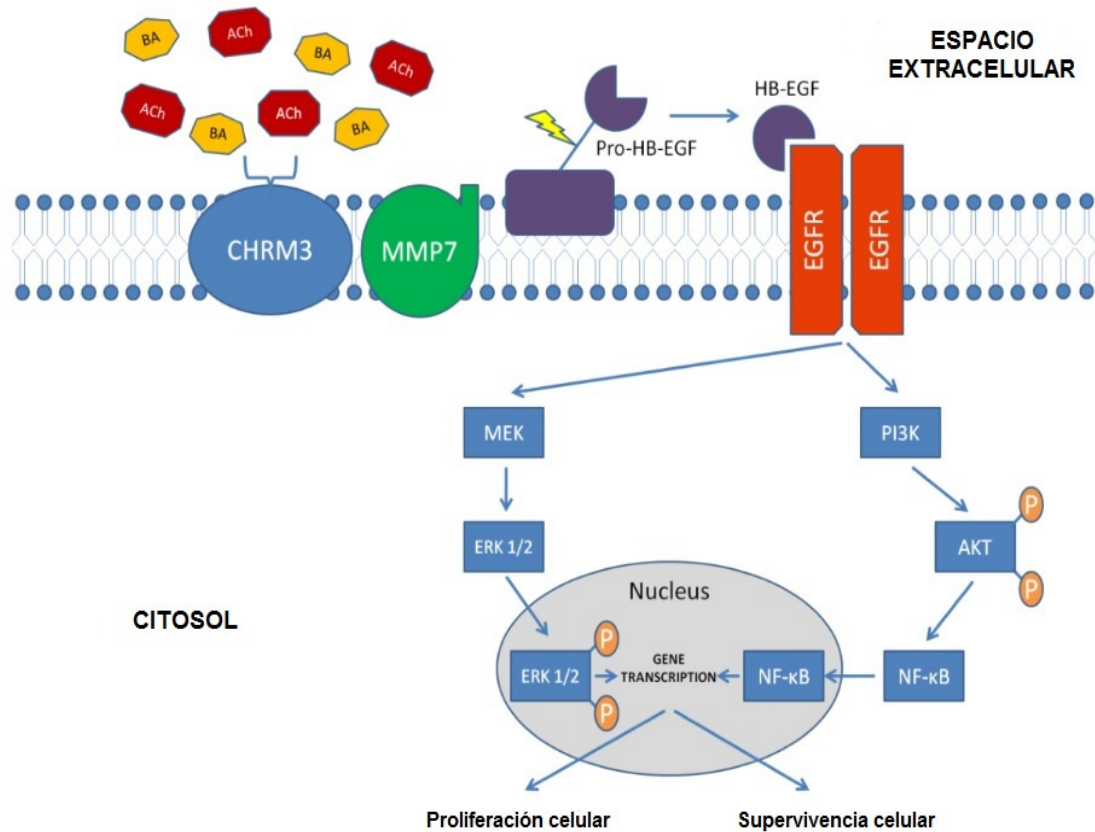 BA
ACh
BA
ACh
ACh
BA
ACh
BA
ESPACIO
EXTRACELULAR
HB-EGF
Pro-HB-EGF
CHRM3
MMP7
EGFR
EGFR
MEK
PI3K
ERK 1/2
AKT
P
P
CITOSOL
Nucleus
P
ERK 1/2
P
GENE
TRANSCRIPTION
NF-κB
NF-κB
Proliferación celular
Supervivencia celular